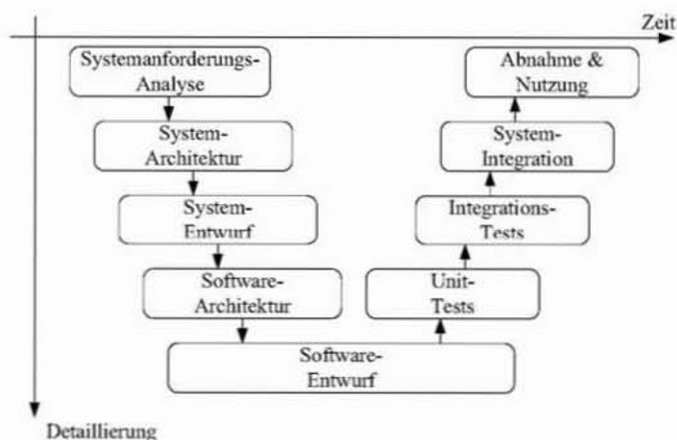 Zeit
Systemanforderungs-
Analyse
Abnahme &
Nutzung
System-
Architektur
System-
Integration
System-
Entwurf
Integrations-
Tests
Software-
Architektur
Unit-
Tests
Software-
Entwurf
Detaillierung